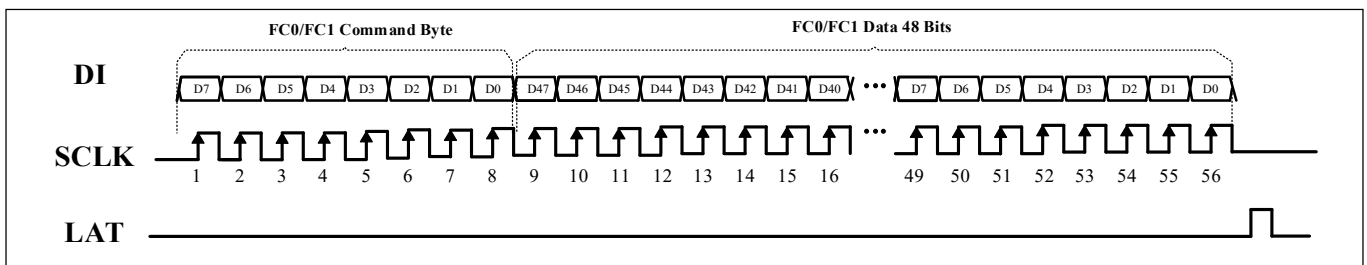 FC0/FC1 Command Byte FC0/FC1 Data 48 Bits
DI D7 D6 D5 D4 D3 D2 D1 D0 D47 D46 D45 D44 D43 D42 D41 D40 ··· D7 D6 D5 D4 D3 D2 D1 D0
SCLK ···
1 2 3 4 5 6 7 8 9 10 11 12 13 14 15 16 49 50 51 52 53 54 55 56
LAT